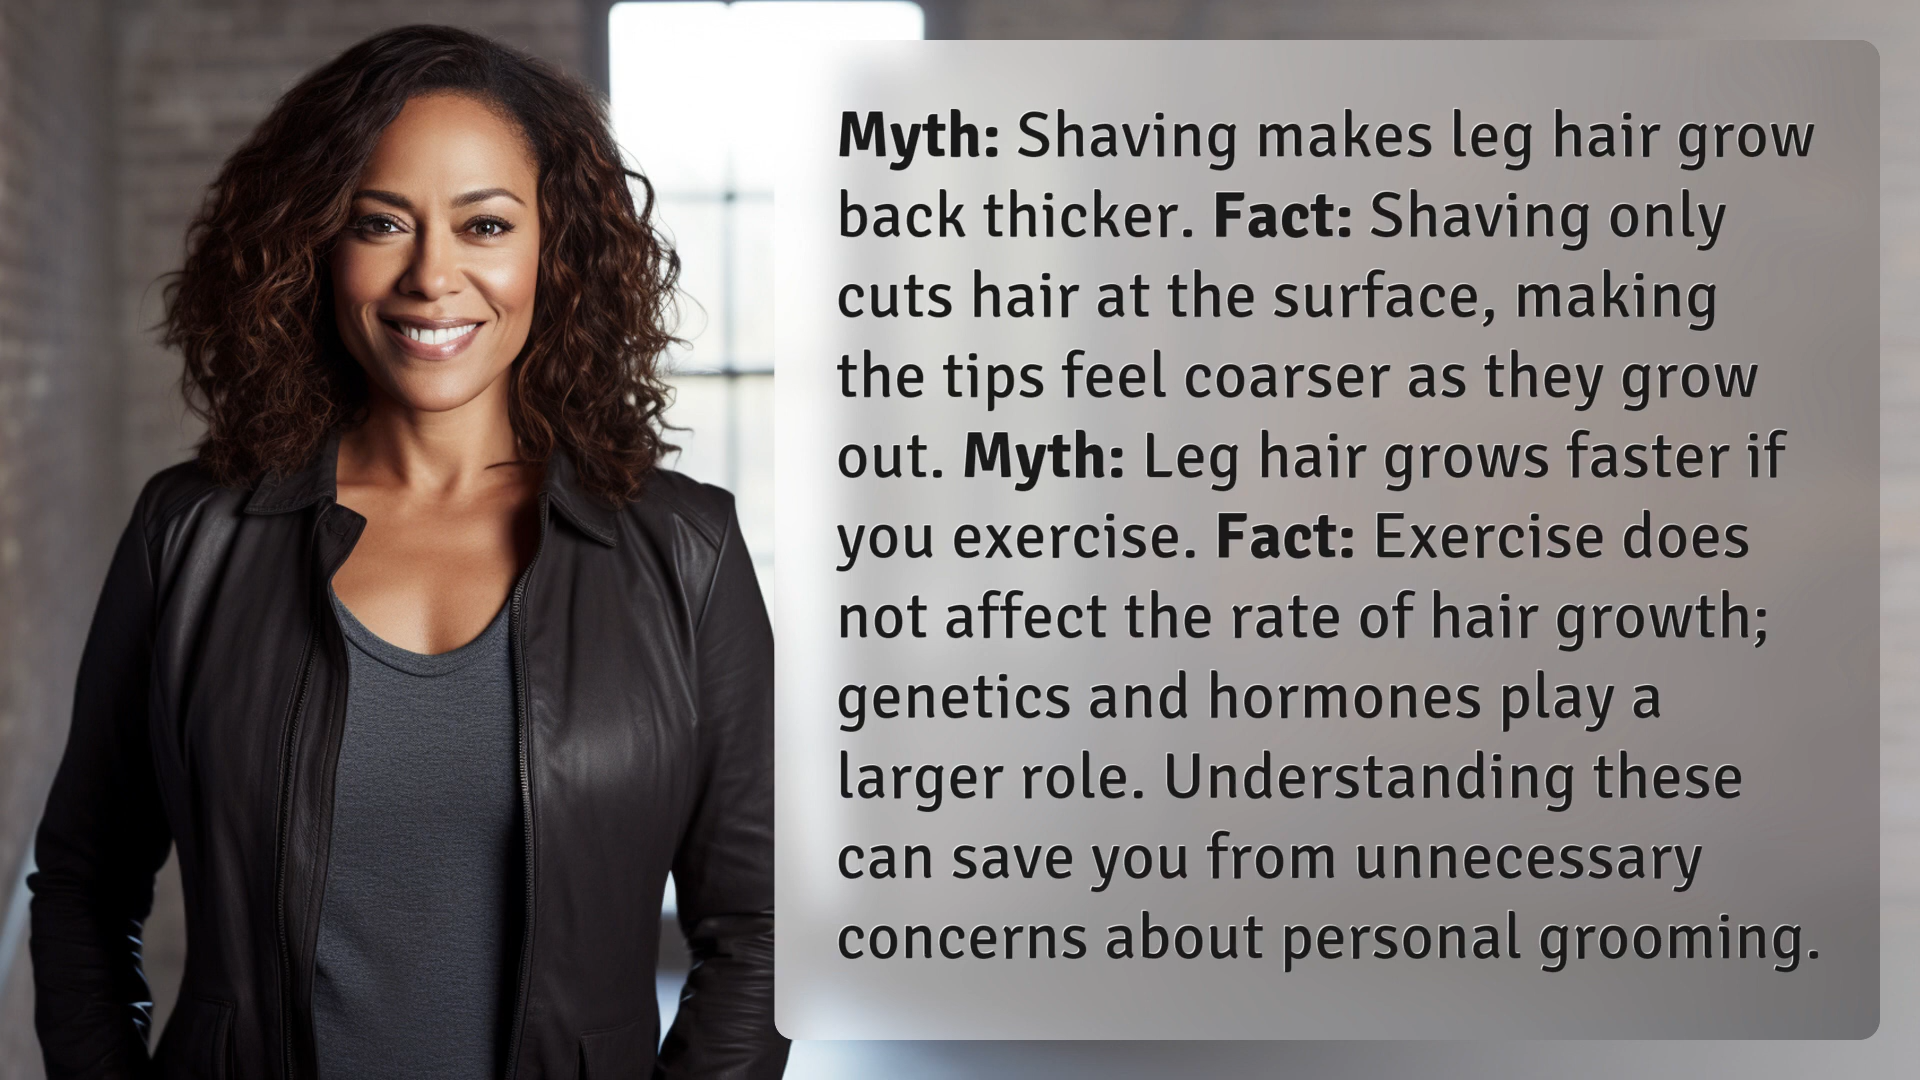 Myth: Shaving makes leg hair grow
back thicker. Fact: Shaving only
cuts hair at the surface, making
the tips feel coarser as they grow
out. Myth: Leg hair grows faster if
you exercise. Fact: Exercise does
not affect the rate of hair growth;
genetics and hormones play a
larger role. Understanding these
can save you from unnecessary
concerns about personal grooming.